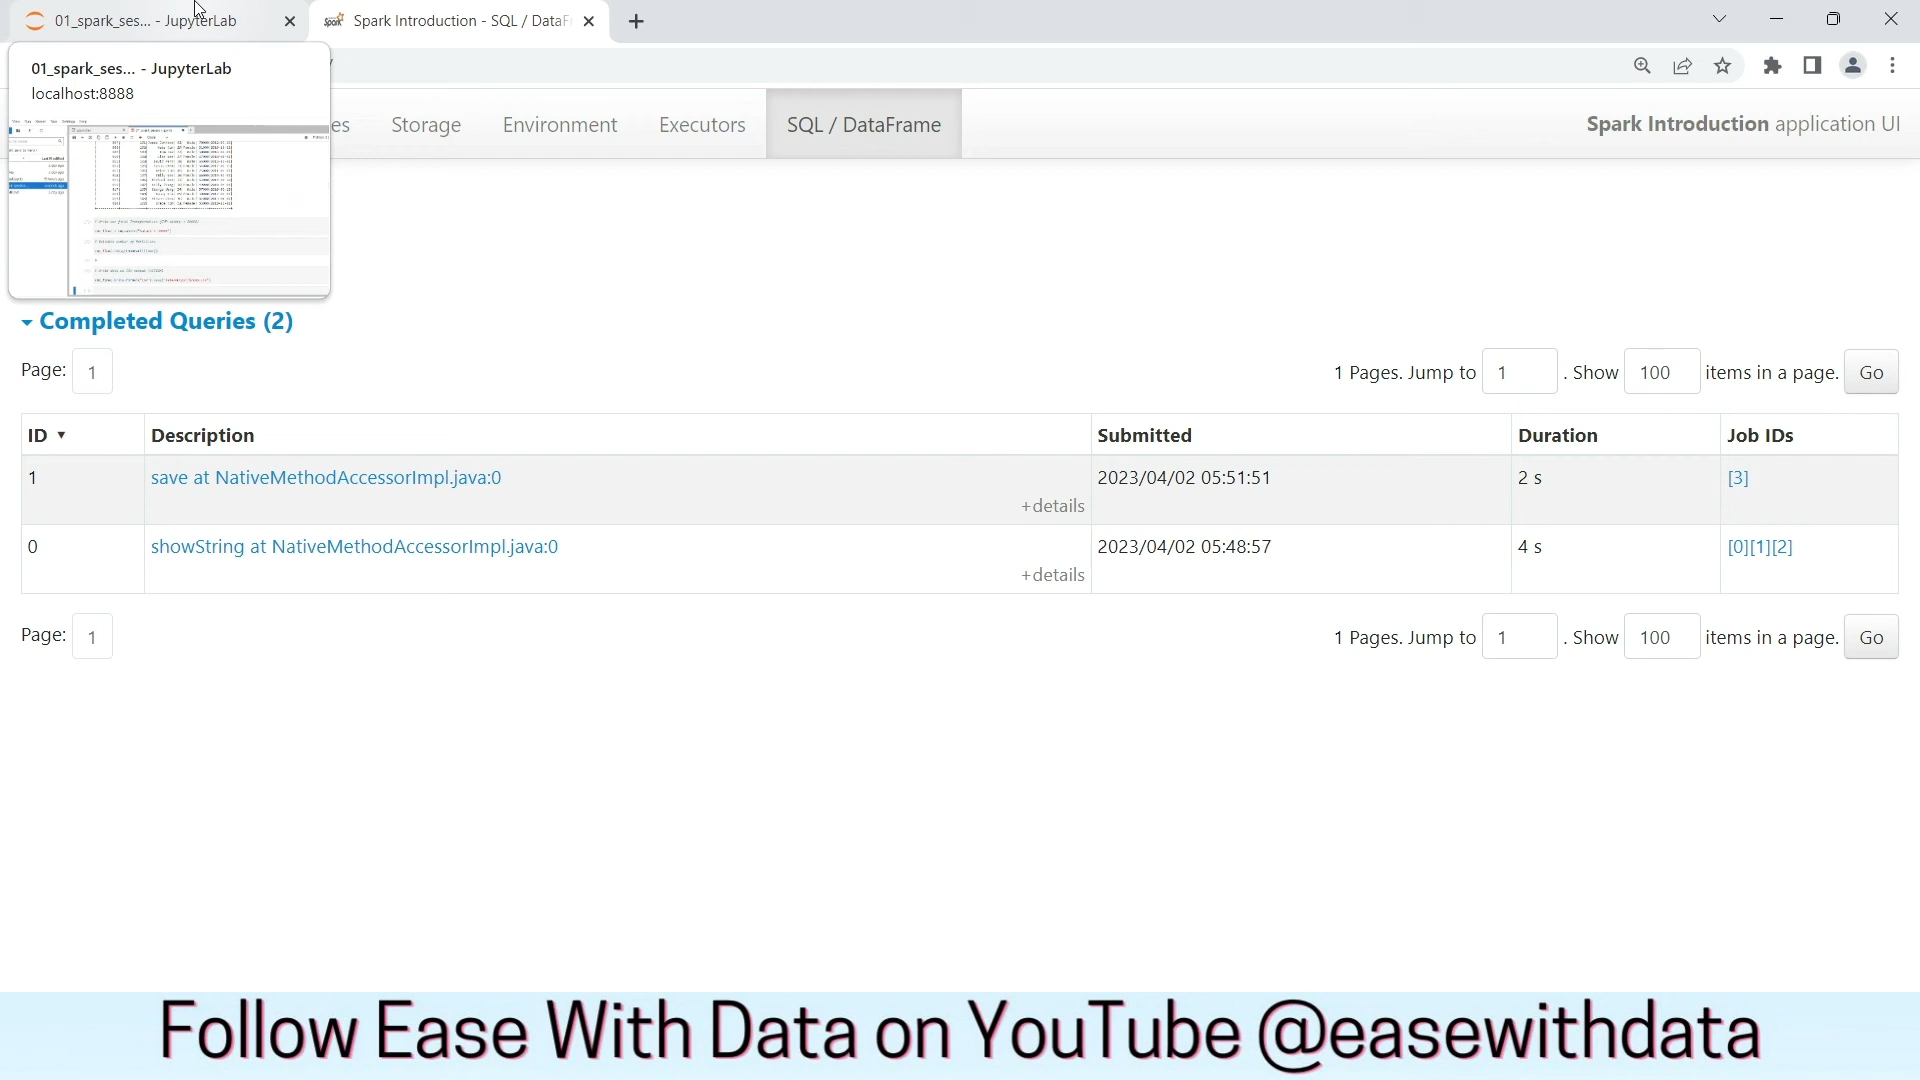 01_spark_ses... - JupyterLab
Spark Introduction - SQL / DataF
01_spark_ses... - JupyterLab
localhost:8888
es
Storage
Environment
Executors
SQL / DataFrame
Spark Introduction application UI
Completed Queries (2)
Page: 1
1 Pages. Jump to 1 . Show 100 items in a page. Go
ID Description Submitted Duration Job IDs
1 save at NativeMethodAccessorImpl.java:0 2023/04/02 05:51:51 2 s [3]
+details
0 showString at NativeMethodAccessorImpl.java:0 2023/04/02 05:48:57 4 s [0][1][2]
+details
Page: 1
1 Pages. Jump to 1 . Show 100 items in a page. Go
Follow Ease With Data on YouTube @easewithdata